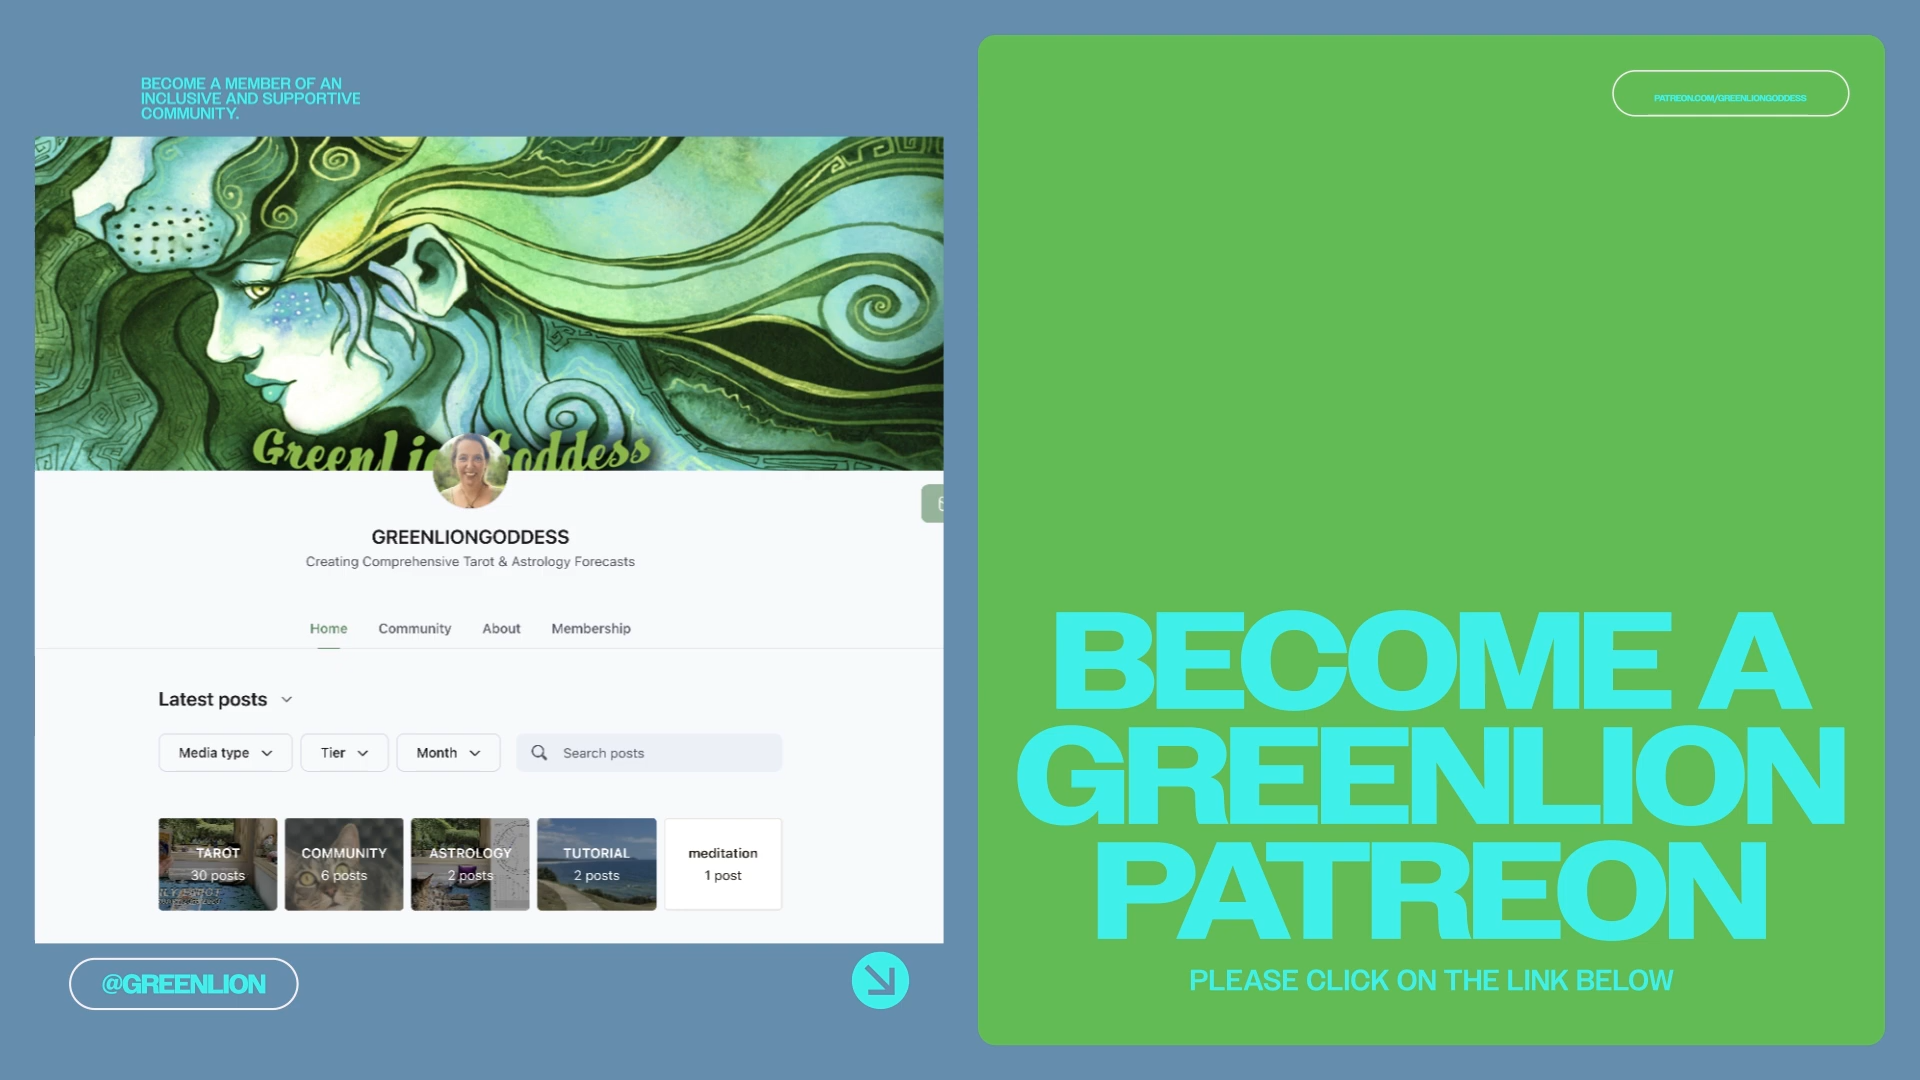 BECOME A MEMBER OF AN
INCLUSIVE AND SUPPORTIVE
COMMUNITY.
GREENLIONGODDESS
Creating Comprehensive Tarot & Astrology Forecasts
Home Community About Membership
Latest posts
Media type Tier Month Search posts
TAROT COMMUNITY ASTROLOGY TUTORIAL meditation
30 posts 6 posts 2 posts 2 posts 1 post
@GREENLION
PATREON.COM/GREENLIONGODDESS
BECOME A
GREENLION
PATREON
PLEASE CLICK ON THE LINK BELOW